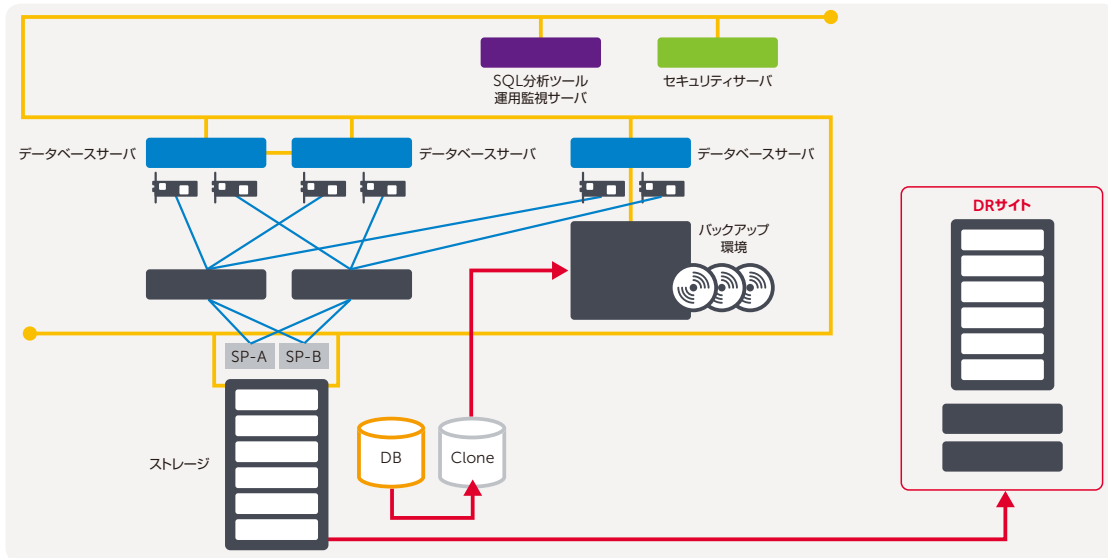 SQL分析ツール
運用監視サーバ
セキュリティサーバ
データベースサーバ
データベースサーバ
データベースサーバ
DRサイト
バックアップ
環境
SP-A
SP-B
ストレージ
DB
Clone